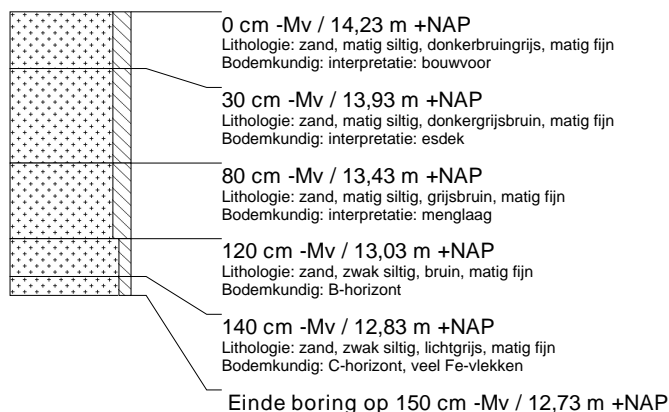 0 cm -Mv / 14,23 m +NAP
Lithologie: zand, matig siltig, donkerbruingrijs, matig fijn
Bodemkundig: interpretatie: bouwvoor
30 cm -Mv / 13,93 m +NAP
Lithologie: zand, matig siltig, donkergrijsbruin, matig fijn
Bodemkundig: interpretatie: esdek
80 cm -Mv / 13,43 m +NAP
Lithologie: zand, matig siltig, grijsbruin, matig fijn
Bodemkundig: interpretatie: menglaag
120 cm -Mv / 13,03 m +NAP
Lithologie: zand, zwak siltig, bruin, matig fijn
Bodemkundig: B-horizont
140 cm -Mv / 12,83 m +NAP
Lithologie: zand, zwak siltig, lichtgrijs, matig fijn
Bodemkundig: C-horizont, veel Fe-vlekken
Einde boring op 150 cm -Mv / 12,73 m +NAP